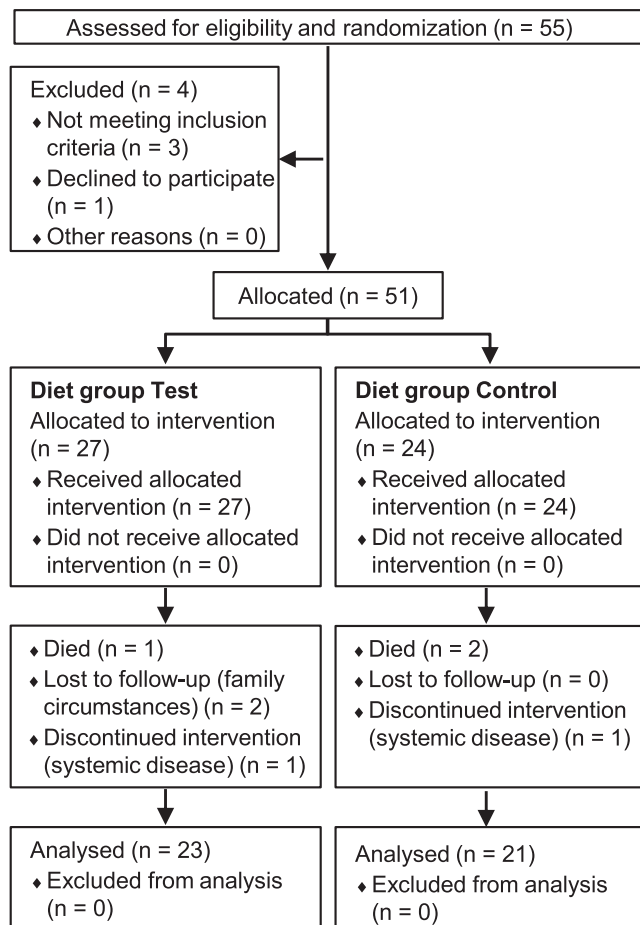 Assessed for eligibility and randomization (n = 55)
Excluded (n = 4)
♦ Not meeting inclusion
criteria (n = 3)
♦ Declined to participate
(n = 1)
♦ Other reasons (n = 0)
Allocated (n = 51)
Diet group Test
Allocated to intervention
(n = 27)
♦ Received allocated
intervention (n = 27)
♦ Did not receive allocated
intervention (n = 0)
Diet group Control
Allocated to intervention
(n = 24)
♦ Received allocated
intervention (n = 24)
♦ Did not receive allocated
intervention (n = 0)
♦ Died (n = 1)
♦ Lost to follow-up (family
circumstances) (n = 2)
♦ Discontinued intervention
(systemic disease) (n = 1)
♦ Died (n = 2)
♦ Lost to follow-up (n = 0)
♦ Discontinued intervention
(systemic disease) (n = 1)
Analysed (n = 23)
♦ Excluded from analysis
(n = 0)
Analysed (n = 21)
♦ Excluded from analysis
(n = 0)